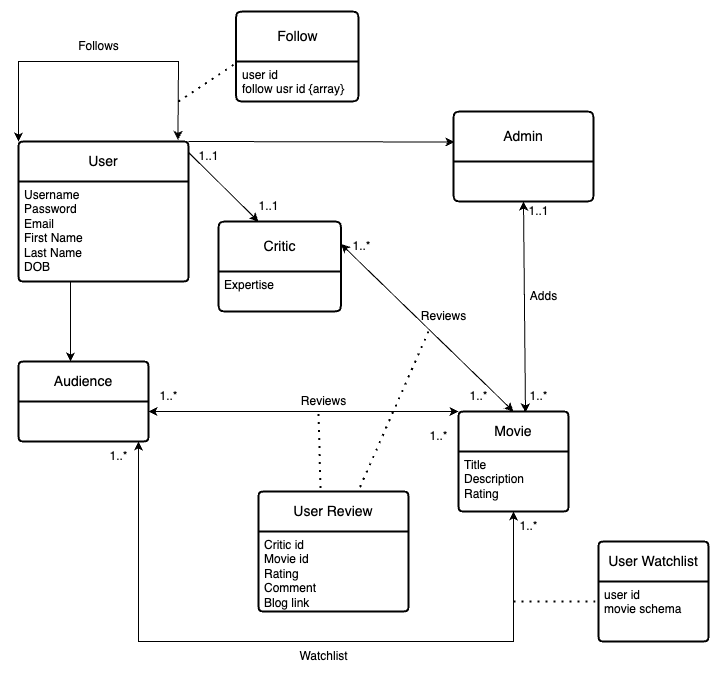 Follows
Follow
user id
follow usr id {array}
Admin
User
Username
Password
Email
First Name
Last Name
DOB
1..1
1..1
1..1
Critic
Expertise
1..*
Adds
Reviews
Audience
1..*
Reviews
1..*
1..*
1..*
Movie
Title
Description
Rating
1..*
User Review
Critic id
Movie id
Rating
Comment
Blog link
1..*
User Watchlist
user id
movie schema
Watchlist